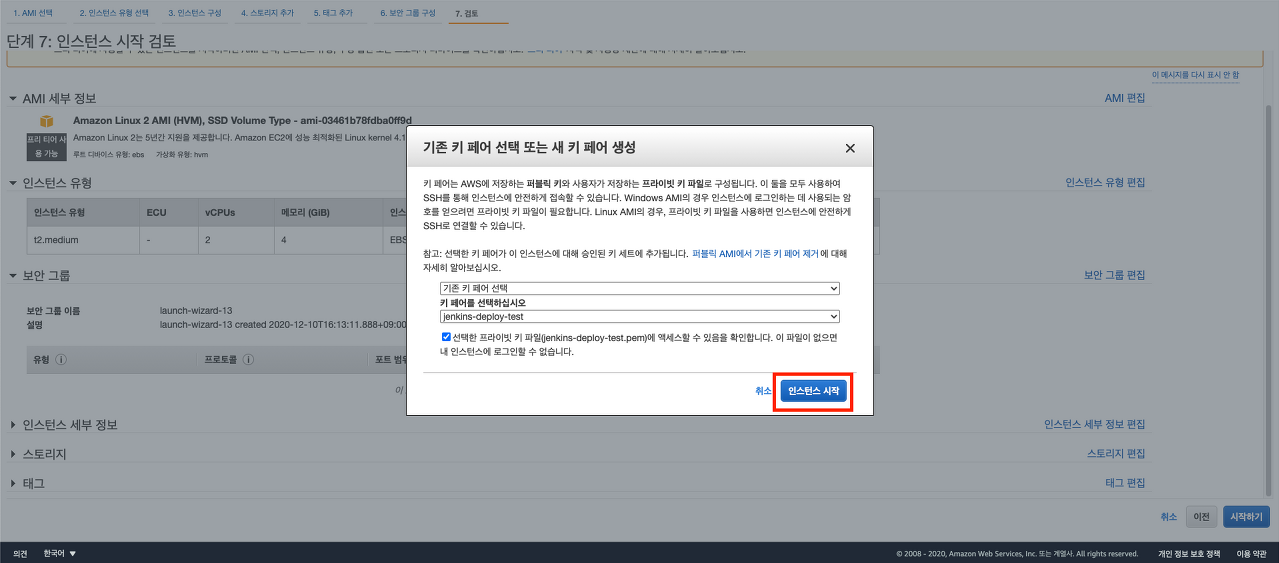 1. AMI 선택 2. 인스턴스 유형 선택 3. 인스턴스 구성 4. 스토리지 추가 5. 태그 추가 6. 보안 그룹 구성 7. 검토
단계 7: 인스턴스 시작 검토
이 메시지를 다시 표시 안 함
AMI 세부 정보 AMI 편집
Amazon Linux 2 AMI (HVM), SSD Volume Type - ami-03461b78fdba0ff9d
프리 티어 사
용 가능
Amazon Linux 2는 5년간 지원을 제공합니다. Amazon EC2에 성능 최적화된 Linux kernel 4.1
루트 디바이스 유형: ebs 가상화 유형: hvm
인스턴스 유형 인스턴스 유형 편집
인스턴스 유형 ECU vCPUs 메모리 (GiB) 인스
t2.medium - 2 4 EBS
보안 그룹 보안 그룹 편집
보안 그룹 이름 launch-wizard-13
설명 launch-wizard-13 created 2020-12-10T16:13:11.888+09:00
유형 프로토콜 포트 범위
이
인스턴스 세부 정보 인스턴스 세부 정보 편집
스토리지 스토리지 편집
태그 태그 편집
취소 이전 시작하기
기존 키 페어 선택 또는 새 키 페어 생성
키 페어는 AWS에 저장하는 퍼블릭 키와 사용자가 저장하는 프라이빗 키 파일로 구성됩니다. 이 둘을 모두 사용하여
SSH를 통해 인스턴스에 안전하게 접속할 수 있습니다. Windows AMI의 경우 인스턴스에 로그인하는 데 사용되는 암
호를 얻으려면 프라이빗 키 파일이 필요합니다. Linux AMI의 경우, 프라이빗 키 파일을 사용하면 인스턴스에 안전하게
SSH로 연결할 수 있습니다.
참고: 선택한 키 페어가 이 인스턴스에 대해 승인된 키 세트에 추가됩니다. 퍼블릭 AMI에서 기존 키 페어 제거 에 대해
자세히 알아보십시오.
기존 키 페어 선택
키 페어를 선택하십시오
jenkins-deploy-test
선택한 프라이빗 키 파일(jenkins-deploy-test.pem)에 액세스할 수 있음을 확인합니다. 이 파일이 없으면
내 인스턴스에 로그인할 수 없습니다.
취소 인스턴스 시작
의견 한국어 © 2008 - 2020, Amazon Web Services, Inc. 또는 계열사. All rights reserved. 개인 정보 보호 정책 이용 약관